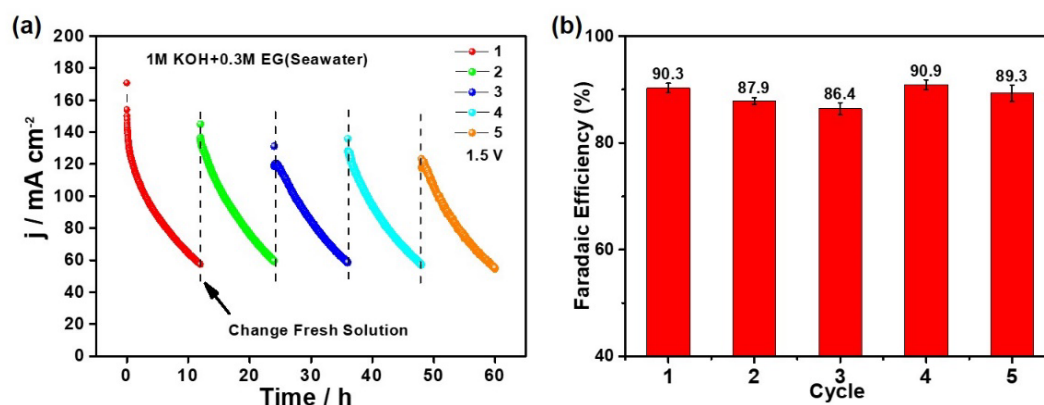 (a)
200
180
160
140
120
100
80
60
40
20
0
j / mA cm⁻²
1M KOH+0.3M EG(Seawater)
1
2
3
4
5
1.5 V
Change Fresh Solution
0 10 20 30 40 50 60
Time / h
(b)
100
80
60
40
Faradaic Efficiency (%)
90.3 87.9 86.4 90.9 89.3
1 2 3 4 5
Cycle